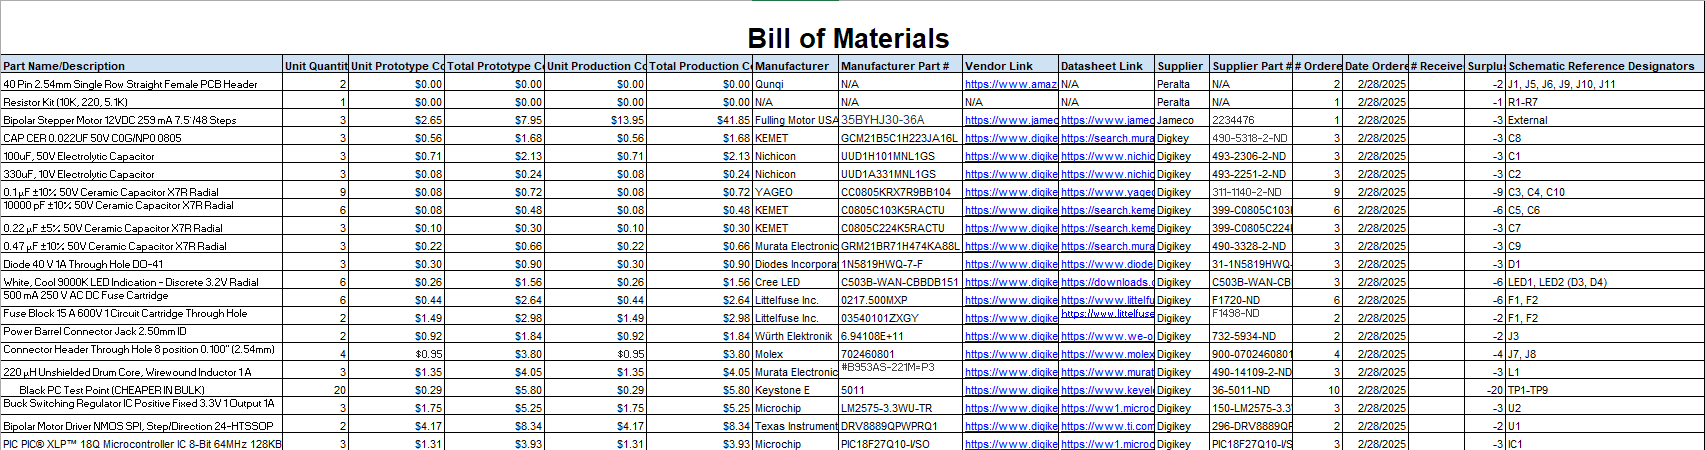 Bill of Materials
Part Name/Description Unit Quantit Unit Prototype Co Total Prototype C Unit Production Co Total Production C Manufacturer Manufacturer Part # Vendor Link Datasheet Link Supplier Supplier Part # # Ordere Date Ordere # Receive Surplus Schematic Reference Designators
40 Pin 2.54mm Single Row Straight Female PCB Header 2 $0.00 $0.00 $0.00 $0.00 Qunqi N/A https://www.amaz N/A Peralta N/A 2 2/28/2025 -2 J1, J5, J6, J9, J10, J11
Resistor Kit (10K, 220, 5.1K) 1 $0.00 $0.00 $0.00 $0.00 N/A N/A N/A N/A Peralta N/A 1 2/28/2025 -1 R1-R7
Bipolar Stepper Motor 12VDC 259 mA 7.5°/48 Steps 3 $2.65 $7.95 $13.95 $41.85 Fulling Motor USA 35BYHJ30-36A https://www.jamec https://www.jamec Jameco 2234476 1 2/28/2025 -3 External
CAP CER 0.022UF 50V C0G/NP0 0805 3 $0.56 $1.68 $0.56 $1.68 KEMET GCM21B5C1H223JA16L https://www.digike https://search.mura Digikey 490-5318-2-ND 3 2/28/2025 -3 C8
100uF, 50V Electrolytic Capacitor 3 $0.71 $2.13 $0.71 $2.13 Nichicon UUD1H101MNL1GS https://www.digike https://www.nichic Digikey 493-2306-2-ND 3 2/28/2025 -3 C1
330uF, 10V Electrolytic Capacitor 3 $0.08 $0.24 $0.08 $0.24 Nichicon UUD1A331MNL1GS https://www.digike https://www.nichic Digikey 493-2251-2-ND 3 2/28/2025 -3 C2
0.1 µF ±10% 50V Ceramic Capacitor X7R Radial 9 $0.08 $0.72 $0.08 $0.72 YAGEO CC0805KRX7R9BB104 https://www.digike https://www.yageo Digikey 311-1140-2-ND 9 2/28/2025 -9 C3, C4, C10
10000 pF ±10% 50V Ceramic Capacitor X7R Radial 6 $0.08 $0.48 $0.08 $0.48 KEMET C0805C103K5RACTU https://www.digike https://search.keme Digikey 399-C0805C103 6 2/28/2025 -6 C5, C6
0.22 µF ±5% 50V Ceramic Capacitor X7R Radial 3 $0.10 $0.30 $0.10 $0.30 KEMET C0805C224K5RACTU https://www.digike https://search.keme Digikey 399-C0805C224 3 2/28/2025 -3 C7
0.47 µF ±10% 50V Ceramic Capacitor X7R Radial 3 $0.22 $0.66 $0.22 $0.66 Murata Electronic GRM21BR71H474KA88L https://www.digike https://search.mura Digikey 490-3328-2-ND 3 2/28/2025 -3 C9
Diode 40 V 1A Through Hole DO-41 3 $0.30 $0.90 $0.30 $0.90 Diodes Incorpora 1N5819HWQ-7-F https://www.digike https://www.diode Digikey 31-1N5819HWQ- 3 2/28/2025 -3 D1
White, Cool 9000K LED Indication - Discrete 3.2V Radial 6 $0.26 $1.56 $0.26 $1.56 Cree LED C503B-WAN-CBBDB151 https://www.digike https://downloads.c Digikey C503B-WAN-CB 6 2/28/2025 -6 LED1, LED2 (D3, D4)
500 mA 250 V AC DC Fuse Cartridge 6 $0.44 $2.64 $0.44 $2.64 Littelfuse Inc. 0217.500MXP https://www.digike https://www.littelfu Digikey F1720-ND 6 2/28/2025 -6 F1, F2
Fuse Block 15 A 600V 1 Circuit Cartridge Through Hole 2 $1.49 $2.98 $1.49 $2.98 Littelfuse Inc. 03540101ZXGY https://www.digike https://www.littelfuse Digikey F1498-ND 2 2/28/2025 -2 F1, F2
Power Barrel Connector Jack 2.50mm ID 2 $0.92 $1.84 $0.92 $1.84 Würth Elektronik 6.94108E+11 https://www.digike https://www.we-o Digikey 732-5934-ND 2 2/28/2025 -2 J3
Connector Header Through Hole 8 position 0.100" (2.54mm) 4 $0.95 $3.80 $0.95 $3.80 Molex 702460801 https://www.digike https://www.molex Digikey 900-0702460801 4 2/28/2025 -4 J7, J8
220 µH Unshielded Drum Core, Wirewound Inductor 1 A 3 $1.35 $4.05 $1.35 $4.05 Murata Electronic #B953AS-221M=P3 https://www.digike https://www.murat Digikey 490-14109-2-ND 3 2/28/2025 -3 L1
Black PC Test Point (CHEAPER IN BULK) 20 $0.29 $5.80 $0.29 $5.80 Keystone E 5011 https://www.digike https://www.keyel Digikey 36-5011-ND 10 2/28/2025 -20 TP1-TP9
Buck Switching Regulator IC Positive Fixed 3.3V 1 Output 1A 3 $1.75 $5.25 $1.75 $5.25 Microchip LM2575-3.3WU-TR https://www.digike https://ww1.microc Digikey 150-LM2575-3.3 3 2/28/2025 -3 U2
Bipolar Motor Driver NMOS SPI, Step/Direction 24-HTSSOP 2 $4.17 $8.34 $4.17 $8.34 Texas Instrument DRV8889QPWPRQ1 https://www.digike https://www.ti.com Digikey 296-DRV8889QP 2 2/28/2025 -2 U1
PIC PIC® XLP™ 18Q Microcontroller IC 8-Bit 64MHz 128KB 3 $1.31 $3.93 $1.31 $3.93 Microchip PIC18F27Q10-I/SO https://www.digike https://ww1.microc Digikey PIC18F27Q10-I/S 3 2/28/2025 -3 IC1